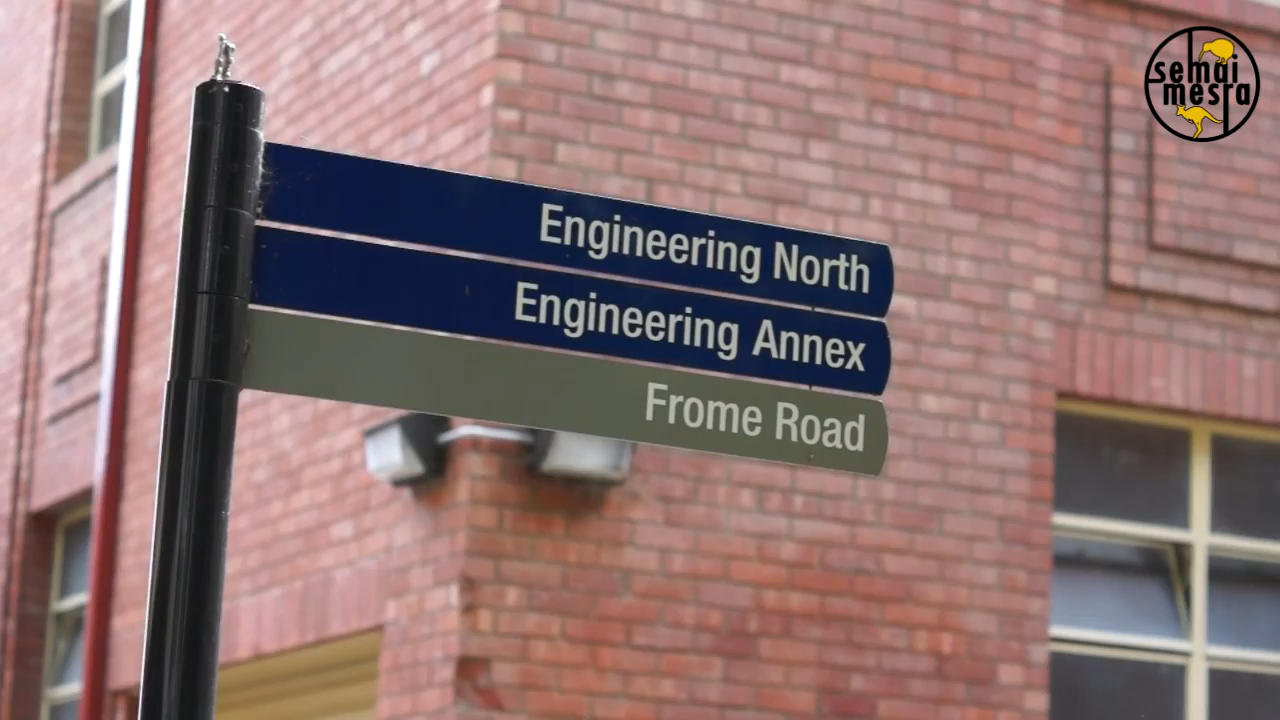 semai
mesra
Engineering North
Engineering Annex
Frome Road